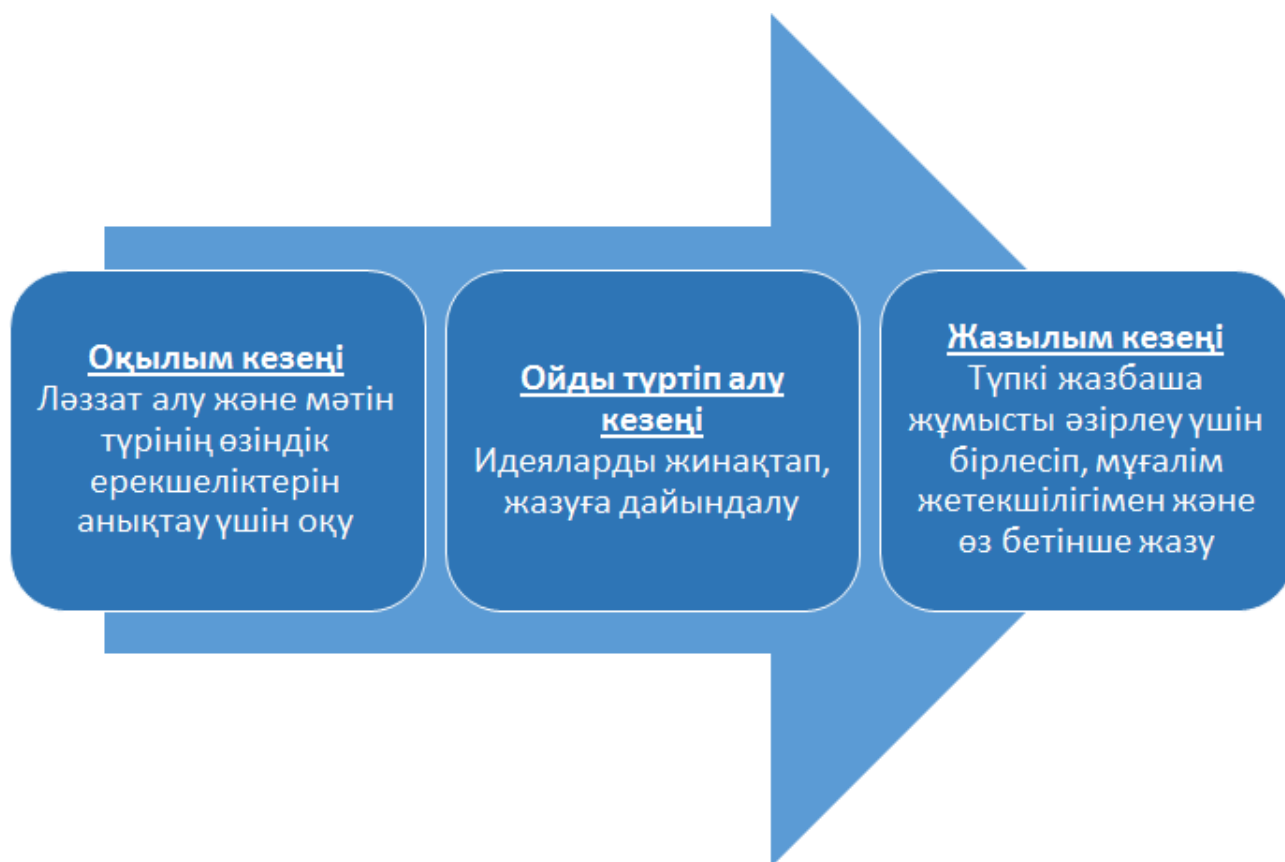 Оқылым кезеңі
Ләззат алу және мәтін
түрінің өзіндік
ерекшеліктерін
анықтау үшін оқу
Ойды түртіп алу
кезеңі
Идеяларды жинақтап,
жазуға дайындалу
Жазылым кезеңі
Түпкі жазбаша
жұмысты әзірлеу үшін
бірлесіп, мұғалім
жетекшілігімен және
өз бетінше жазу